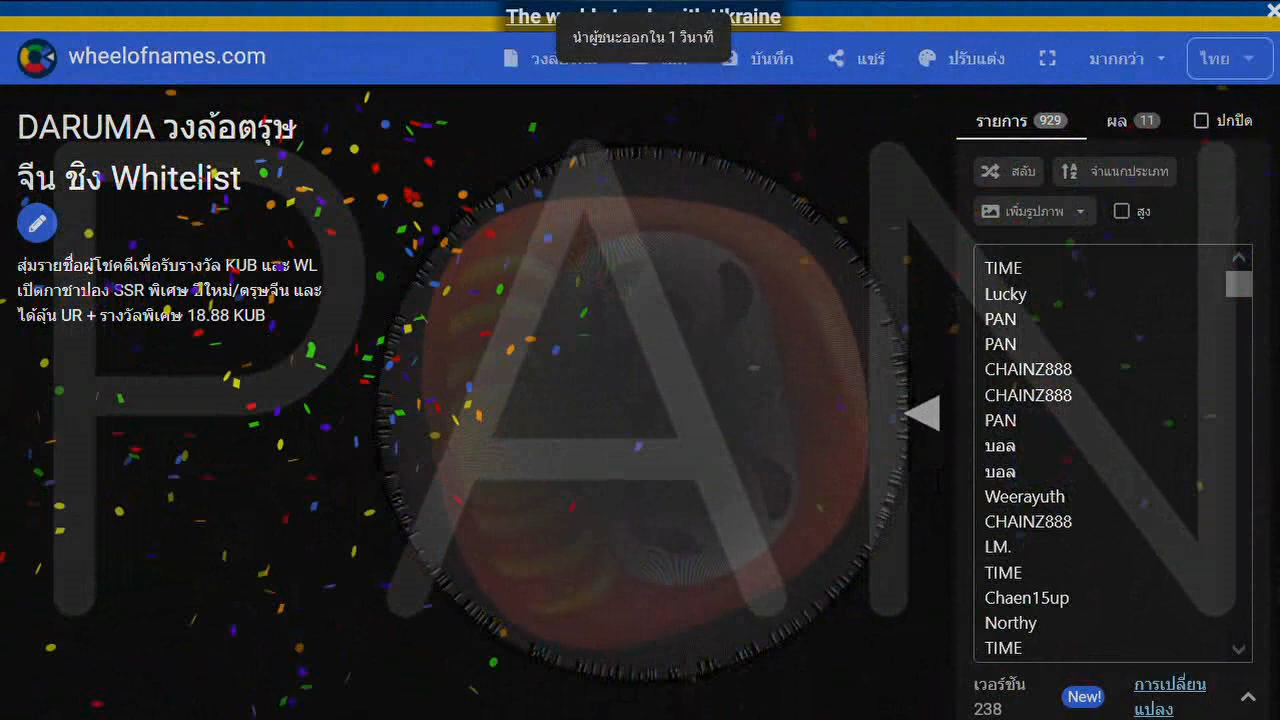 The w
kraine
นำผู้ชนะออกใน 1 วินาที
wheelofnames.com
บันทึก
แชร์
ปรับแต่ง
มากกว่า
ไทย
DARUMA วงล้อตรุษ
จีน ชิง Whitelist
สุ่มรายชื่อผู้โชคดีเพื่อรับรางวัล KUB และ WL
เปิดกาชาปอง SSR พิเศษ ปีใหม่/ตรุษจีน และ
ได้ลุ้น UR + รางวัลพิเศษ 18.88 KUB
PAN
รายการ 929
ผล 11
ปกปิด
สลับ
จำแนกประเภท
เพิ่มรูปภาพ
สูง
TIME
Lucky
PAN
PAN
CHAINZ888
CHAINZ888
PAN
บอล
บอล
Weerayuth
CHAINZ888
LM.
TIME
Chaen15up
Northy
TIME
เวอร์ชัน
238
New!
การเปลี่ยน
แปลง